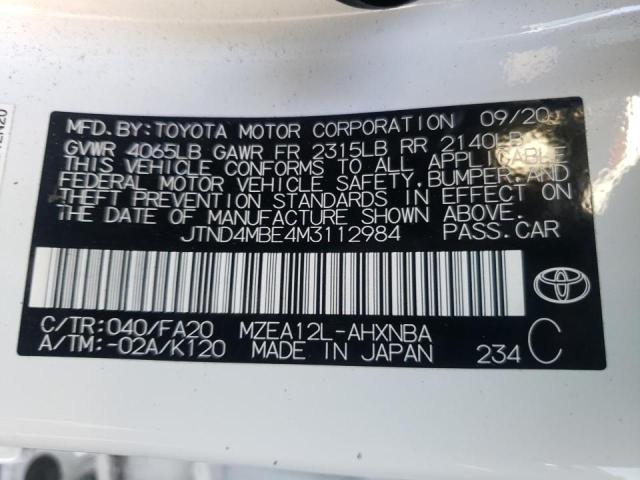 MFD.BY:TOYOTA MOTOR CORPORATION 09/20
GVWR 4065LB GAWR FR 2315LB RR 2140LB
THIS VEHICLE CONFORMS TO ALL APPLICABLE
FEDERAL MOTOR VEHICLE SAFETY,BUMPER,AND
THEFT PREVENTION STANDARDS IN EFFECT ON
THE DATE OF MANUFACTURE SHOWN ABOVE.
JTND4MBE4M3112984 PASS.CAR
C/TR:040/FA20 MZEA12L-AHXNBA
A/TM:-02A/K120 MADE IN JAPAN 234 C